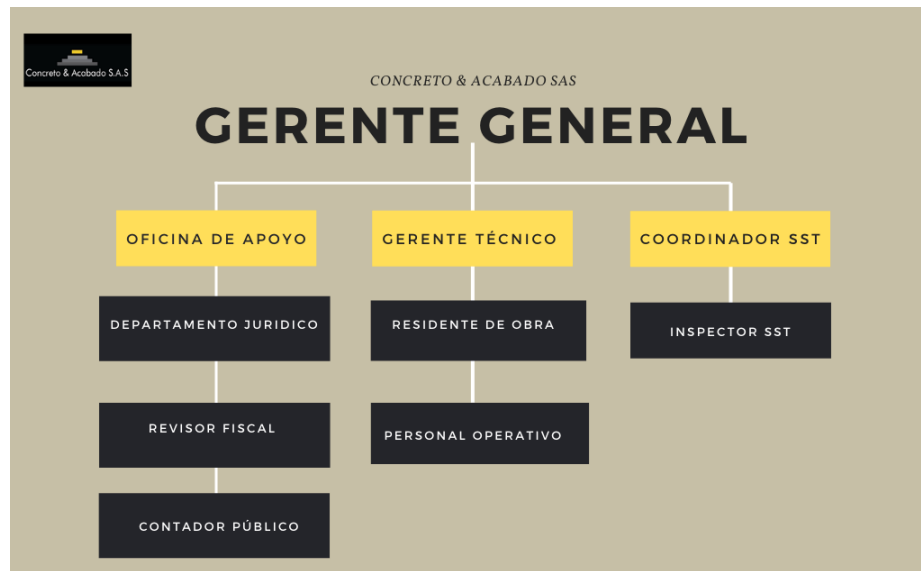 Concreto & Acabado S.A.S
CONCRETO & ACABADO SAS
GERENTE GENERAL
OFICINA DE APOYO
GERENTE TÉCNICO
COORDINADOR SST
DEPARTAMENTO JURIDICO
RESIDENTE DE OBRA
INSPECTOR SST
REVISOR FISCAL
PERSONAL OPERATIVO
CONTADOR PÚBLICO